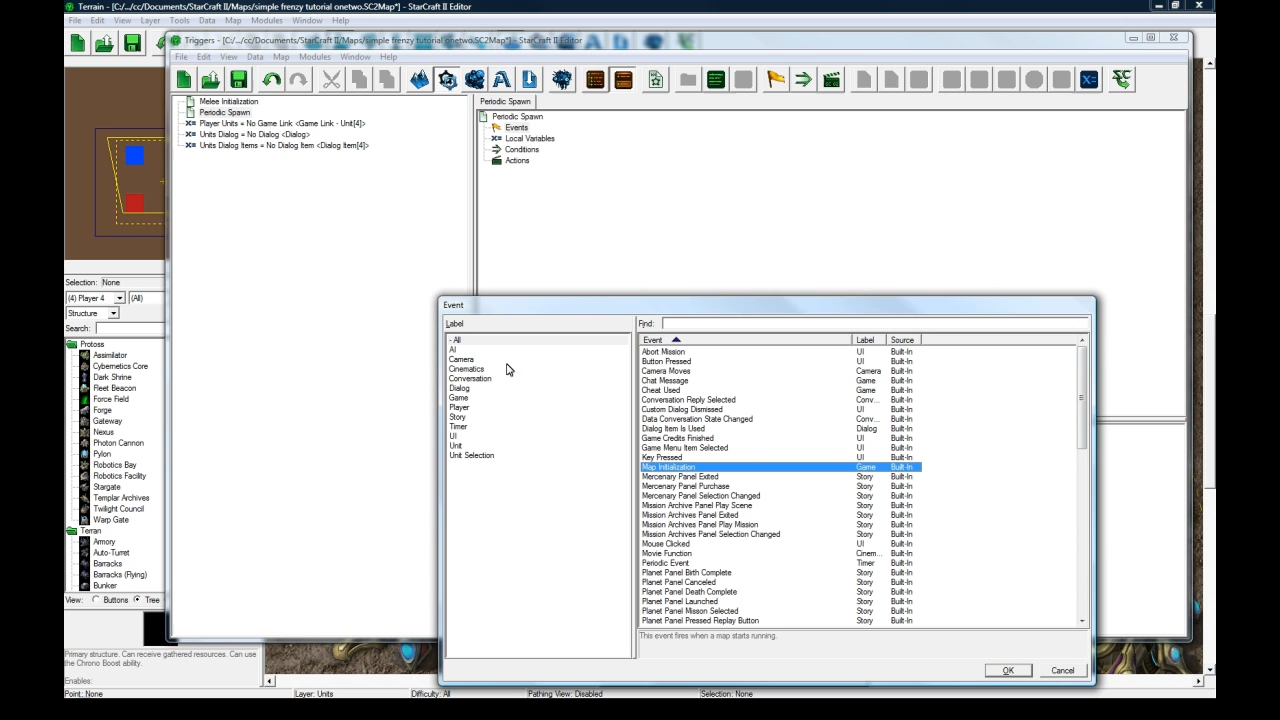 Terrain - [C:/.../cc/Documents/StarCraft II/Maps/simple frenzy tutorial onetwo.SC2Map*] - StarCraft II Editor
File Edit View Layer Tools Data Map Modules Window Help
Triggers - [C:/.../cc/Documents/StarCraft II/Maps/simple frenzy tutorial onetwo.SC2Map*] - StarCraft II Editor
File Edit View Data Map Modules Window Help
Melee Initialization
Periodic Spawn
Player Units = No Game Link <Game Link - Unit[4]>
Units Dialog = No Dialog <Dialog>
Units Dialog Items = No Dialog Item <Dialog Item[4]>
Periodic Spawn
Periodic Spawn
Events
Local Variables
Conditions
Actions
Selection: None
(4) Player 4 (All)
Structure
Search:
Protoss
Assimilator
Cybernetics Core
Dark Shrine
Fleet Beacon
Force Field
Forge
Gateway
Nexus
Photon Cannon
Pylon
Robotics Bay
Robotics Facility
Stargate
Templar Archives
Twilight Council
Warp Gate
Terran
Armory
Auto-Turret
Barracks
Barracks (Flying)
Bunker
View: Buttons Tree
Primary structure. Can receive gathered resources. Can use
the Chrono Boost ability.
Enables:
Event
Label
- All
AI
Camera
Cinematics
Conversation
Dialog
Game
Player
Story
Timer
UI
Unit
Unit Selection
Find:
Event Label Source
Abort Mission UI Built-In
Button Pressed UI Built-In
Camera Moves Camera Built-In
Chat Message Game Built-In
Cheat Used Game Built-In
Conversation Reply Selected Conv... Built-In
Custom Dialog Dismissed UI Built-In
Data Conversation State Changed Conv... Built-In
Dialog Item Is Used Dialog Built-In
Game Credits Finished UI Built-In
Game Menu Item Selected UI Built-In
Key Pressed UI Built-In
Map Initialization Game Built-In
Mercenary Panel Exited Story Built-In
Mercenary Panel Purchase Story Built-In
Mercenary Panel Selection Changed Story Built-In
Mission Archive Panel Play Scene Story Built-In
Mission Archives Panel Exited Story Built-In
Mission Archives Panel Play Mission Story Built-In
Mission Archives Panel Selection Changed Story Built-In
Mouse Clicked UI Built-In
Movie Function Cinem... Built-In
Periodic Event Timer Built-In
Planet Panel Birth Complete Story Built-In
Planet Panel Canceled Story Built-In
Planet Panel Death Complete Story Built-In
Planet Panel Launched Story Built-In
Planet Panel Misson Selected Story Built-In
Planet Panel Pressed Replay Button Story Built-In
This event fires when a map starts running.
OK Cancel
Point: None Layer: Units Difficulty: All Pathing View: Disabled Selection: None